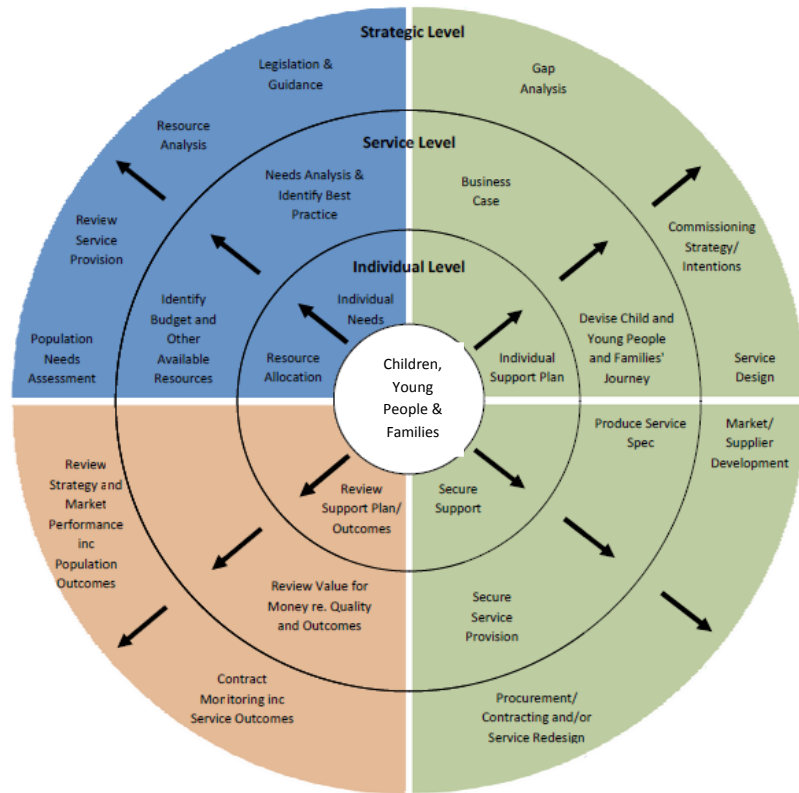 Strategic Level
Legislation &
Guidance
Resource
Analysis
Review
Service
Provision
Population
Needs
Assessment
Gap
Analysis
Commissioning
Strategy/
Intentions
Service
Design
Service Level
Needs Analysis &
Identify Best
Practice
Identify
Budget and
Other
Available
Resources
Business
Case
Devise Child and
Young People
and Families'
Journey
Individual Level
Individual
Needs
Resource
Allocation
Individual
Support Plan
Children,
Young
People &
Families
Review
Support Plan/
Outcomes
Secure
Support
Produce Service
Spec
Market/
Supplier
Development
Review
Strategy and
Market
Performance
inc
Population
Outcomes
Review Value for
Money re. Quality
and Outcomes
Secure
Service
Provision
Contract
Monitoring inc
Service Outcomes
Procurement/
Contracting and/or
Service Redesign